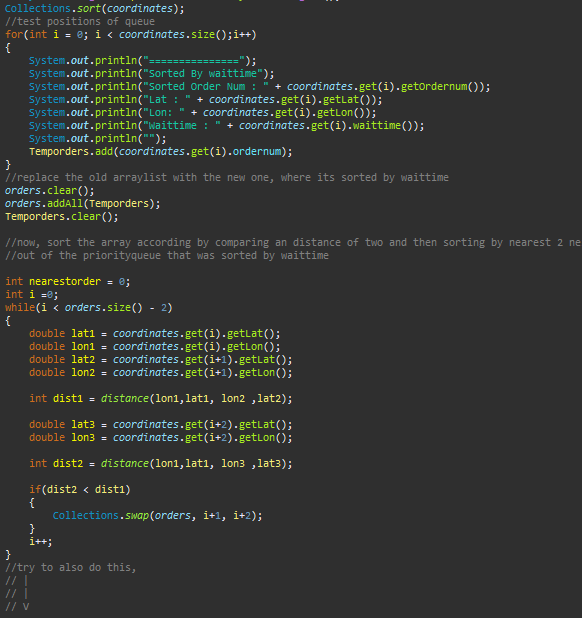 Collections.sort(coordinates);
//test positions of queue
for(int i = 0; i < coordinates.size();i++)
{
    System.out.println("===============");
    System.out.println("Sorted By waittime");
    System.out.println("Sorted Order Num : " + coordinates.get(i).getOrdernum());
    System.out.println("Lat : " + coordinates.get(i).getLat());
    System.out.println("Lon: " + coordinates.get(i).getLon());
    System.out.println("Waittime : " + coordinates.get(i).waittime());
    System.out.println("");
    Temporders.add(coordinates.get(i).ordernum);
}
//replace the old arraylist with the new one, where its sorted by waittime
orders.clear();
orders.addAll(Temporders);
Temporders.clear();

//now, sort the array according by comparing an distance of two and then sorting by nearest 2 ne
//out of the priorityqueue that was sorted by waittime

int nearestorder = 0;
int i =0;
while(i < orders.size() - 2)
{
    double lat1 = coordinates.get(i).getLat();
    double lon1 = coordinates.get(i).getLon();
    double lat2 = coordinates.get(i+1).getLat();
    double lon2 = coordinates.get(i+1).getLon();

    int dist1 = distance(lon1,lat1, lon2 ,lat2);

    double lat3 = coordinates.get(i+2).getLat();
    double lon3 = coordinates.get(i+2).getLon();

    int dist2 = distance(lon1,lat1, lon3 ,lat3);

    if(dist2 < dist1)
    {
        Collections.swap(orders, i+1, i+2);
    }
    i++;
}
//try to also do this,
// |
// |
// V